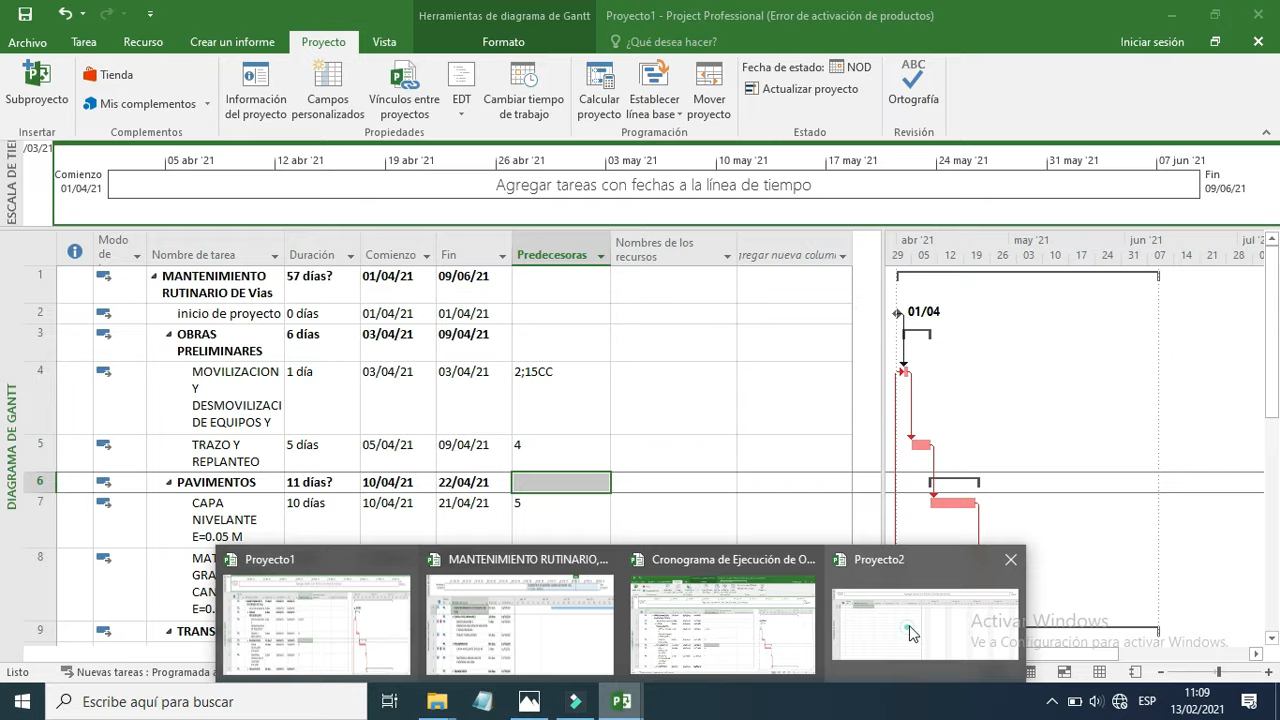 Herramientas de diagrama de Gantt
Proyecto1 - Project Professional (Error de activación de productos)
Archivo
Tarea
Recurso
Crear un informe
Proyecto
Vista
Formato
¿Qué desea hacer?
Iniciar sesión
Subproyecto
Insertar
Tienda
Mis complementos
Complementos
Información
del proyecto
Campos
personalizados
Vínculos entre
proyectos
EDT
Cambiar tiempo
de trabajo
Propiedades
Calcular
proyecto
Establecer
línea base
Mover
proyecto
Programación
Fecha de estado: NOD
Actualizar proyecto
Estado
ABC
Ortografía
Revisión
ESCALA DE TIE
/03/21
05 abr '21
12 abr '21
19 abr '21
26 abr '21
03 may '21
10 may '21
17 may '21
24 may '21
31 may '21
07 jun '21
Comienzo
01/04/21
Agregar tareas con fechas a la línea de tiempo
Fin
09/06/21
DIAGRAMA DE GANTT
Modo
de
Nombre de tarea
Duración
Comienzo
Fin
Predecesoras
Nombres de los
recursos
gregar nueva colum
abr '21
may '21
jun '21
jul '2
29 05 12 19 26 03 10 17 24 31 07 14 21 28
1 MANTENIMIENTO
RUTINARIO DE Vias
57 días? 01/04/21 09/06/21
2 inicio de proyecto 0 días 01/04/21 01/04/21
01/04
3 OBRAS
PRELIMINARES
6 días 03/04/21 09/04/21
4 MOVILIZACION
Y
DESMOVILIZACI
DE EQUIPOS Y
1 día 03/04/21 03/04/21 2;15CC
5 TRAZO Y
REPLANTEO
5 días 05/04/21 09/04/21 4
6 PAVIMENTOS 11 días? 10/04/21 22/04/21
7 CAPA
NIVELANTE
E=0.05 M
10 días 10/04/21 21/04/21 5
8 MAT
GRA
CAN
E=0.
9 TRANS
Proyecto1
MANTENIMIENTO RUTINARIO,...
Cronograma de Ejecución de O...
Proyecto2
Activar Windows
Ve a Configuración para activar Windows.
Listo
Nuevas tareas : Programada a
Escribe aquí para buscar
ESP
11:09
13/02/2021